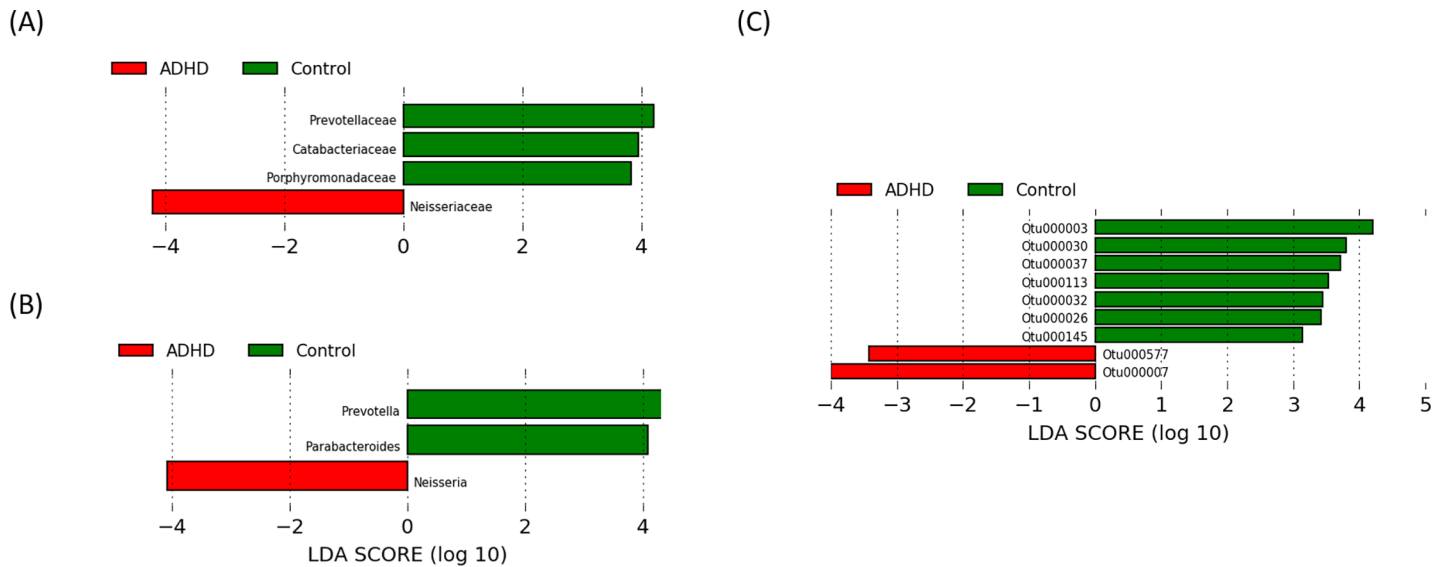 (A)
ADHD Control
Prevotellaceae
Catabacteriaceae
Porphyromonadaceae
Neisseriaceae
−4 −2 0 2 4
(B)
ADHD Control
Prevotella
Parabacteroides
Neisseria
−4 −2 0 2 4
LDA SCORE (log 10)
(C)
ADHD Control
Otu000003
Otu000030
Otu000037
Otu000113
Otu000032
Otu000026
Otu000145
Otu000577
Otu000007
−4 −3 −2 −1 0 1 2 3 4 5
LDA SCORE (log 10)